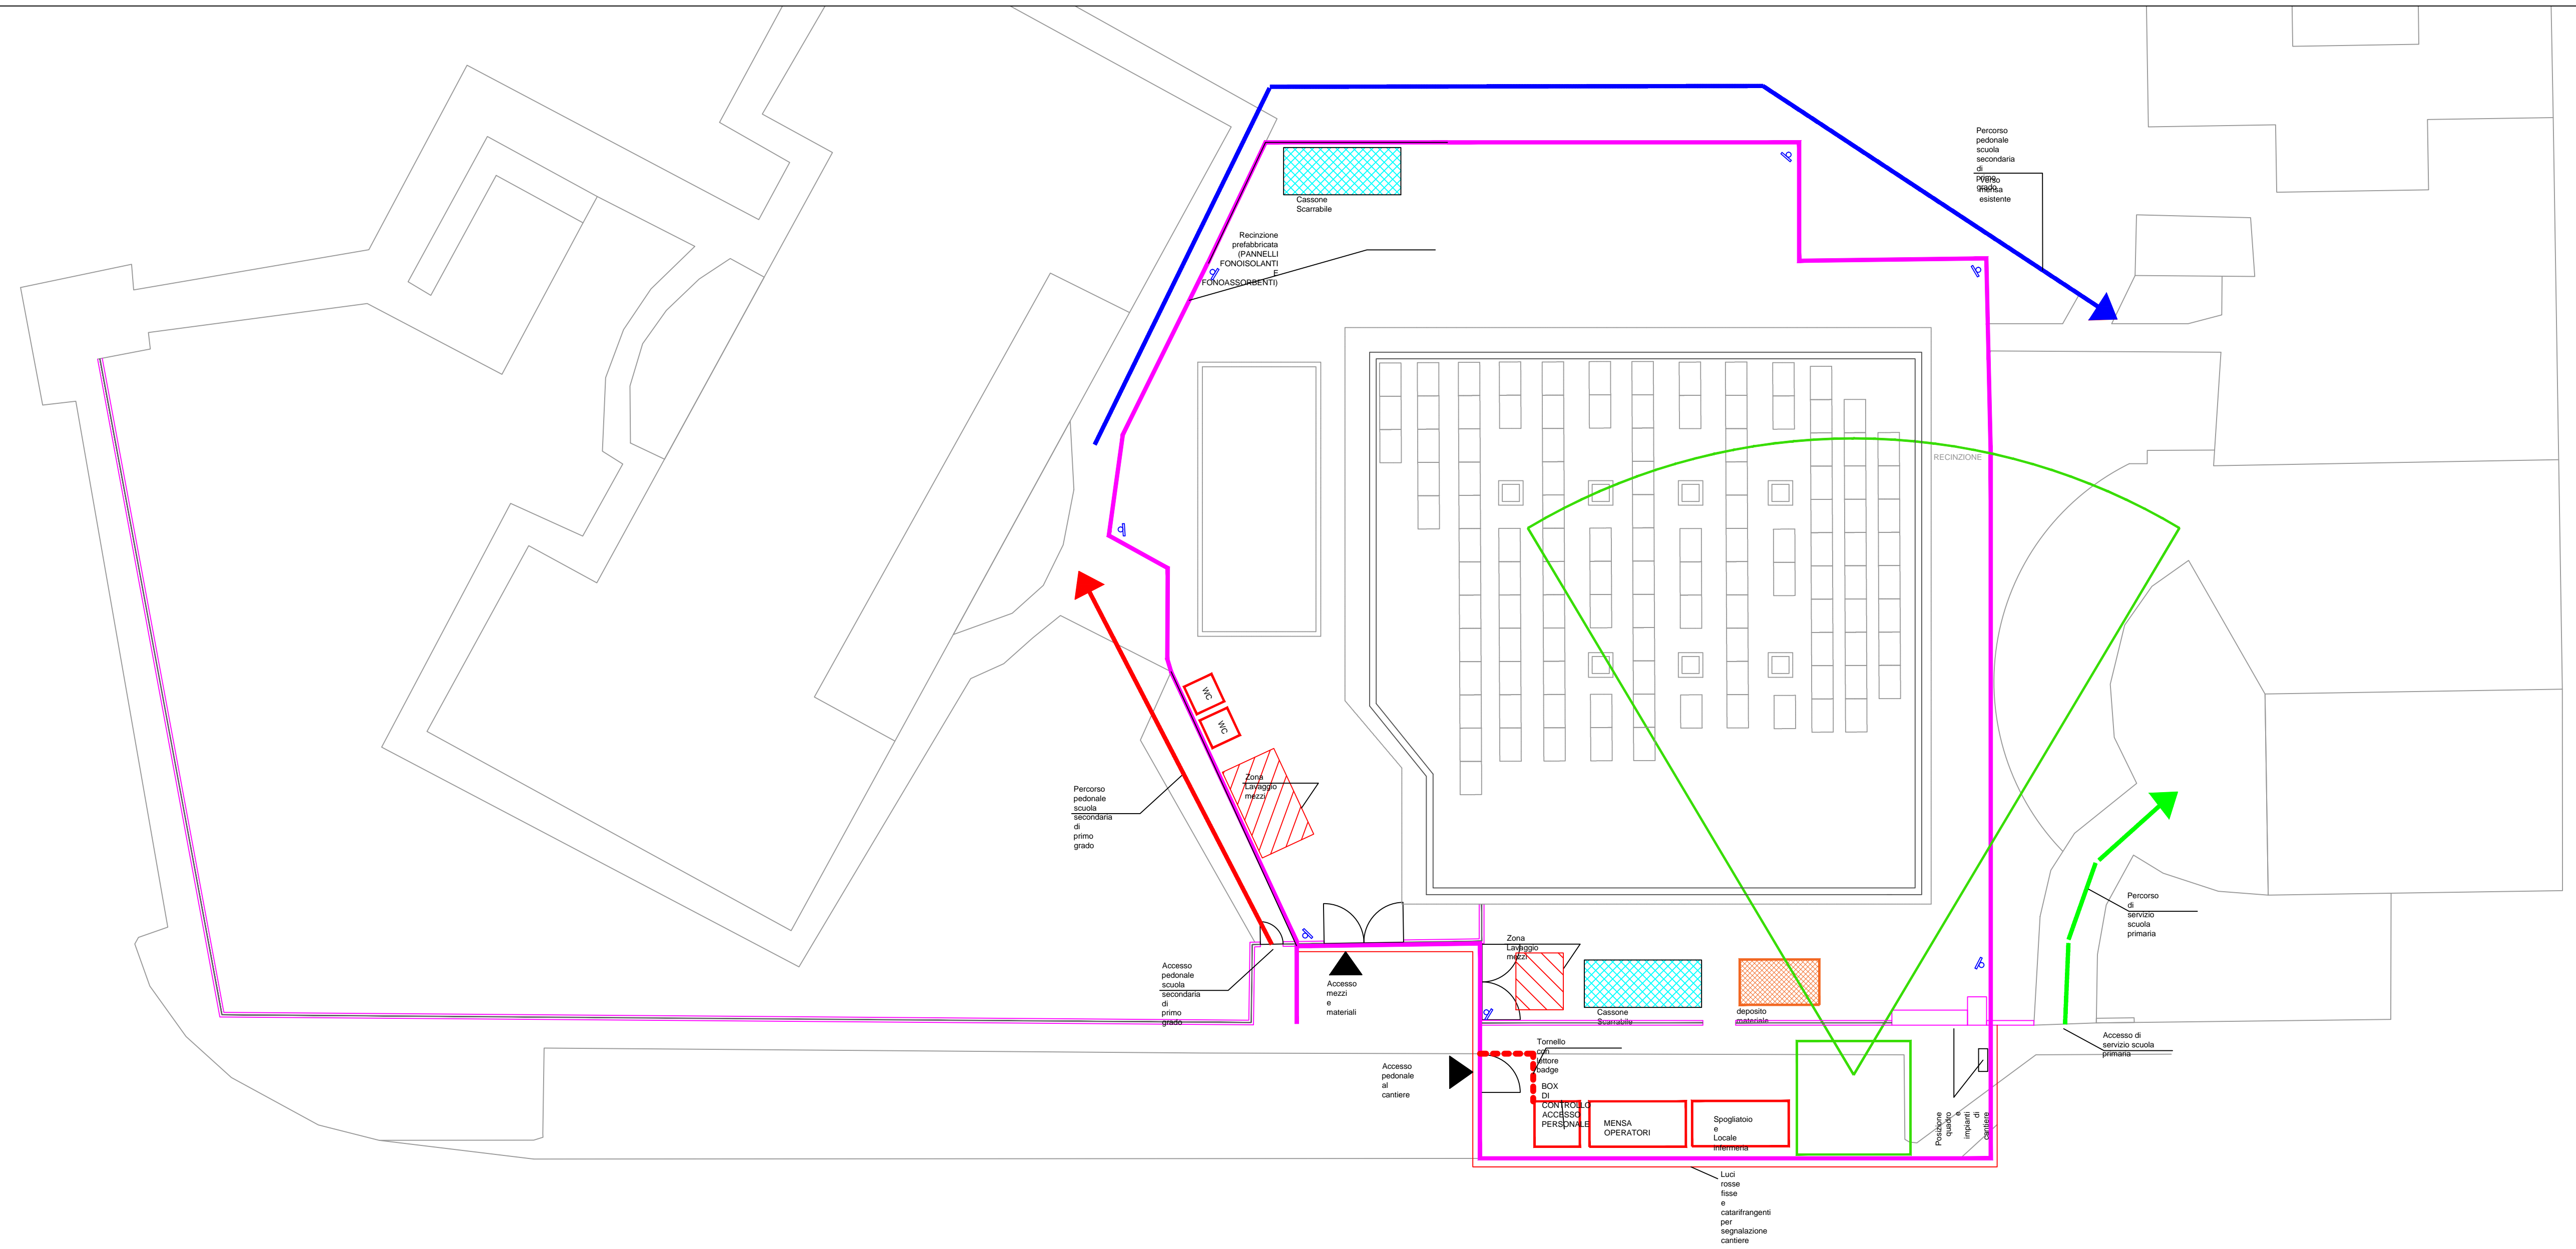 Percorso
pedonale
scuola
secondaria
di
primo
grado
verso
mensa
esistente
Cassone
Scarrabile
Recinzione
prefabbricata
(PANNELLI
FONOISOLANTI
E
FONOASSORBENTI)
RECINZIONE
WC
WC
Zona
Lavaggio
mezzi
Percorso
pedonale
scuola
secondaria
di
primo
grado
Percorso
di
servizio
scuola
primaria
Zona
Lavaggio
mezzi
Accesso
pedonale
scuola
secondaria
di
primo
grado
Accesso
mezzi
e
materiali
Cassone
Scarrabile
deposito
materiale
Accesso di
servizio scuola
primaria
Tornello
con
lettore
badge
Accesso
pedonale
al
cantiere
BOX
DI
CONTROLLO
ACCESSO
PERSONALE
MENSA
OPERATORI
Spogliatoio
e
Locale
infermeria
Posizione
quadro
e
impianti
di
cantiere
Luci
rosse
fisse
e
catarifrangenti
per
segnalazione
cantiere